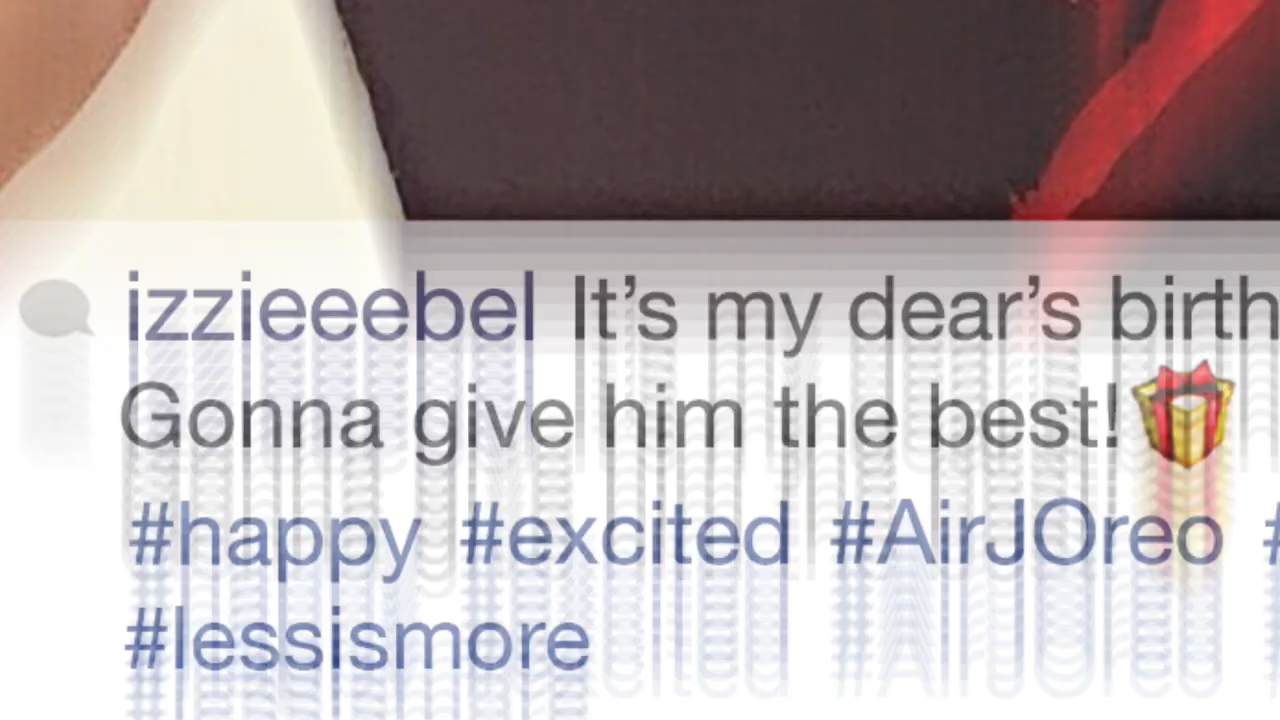 izzieeebel It’s my dear’s birth
Gonna give him the best!
#happy #excited #AirJOreo #
#lessismore